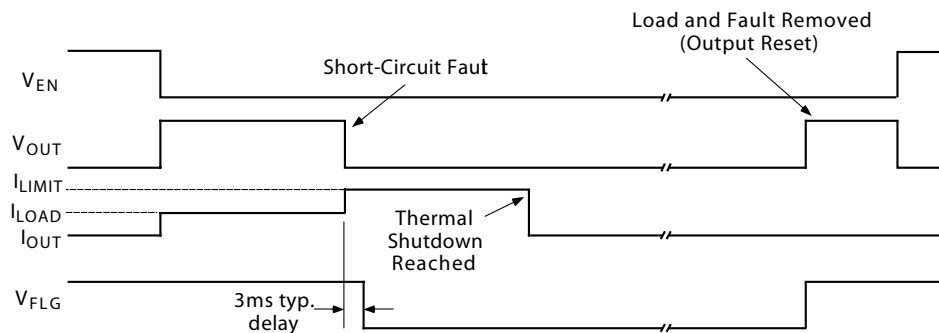 Load and Fault Removed
(Output Reset)
VEN
Short-Circuit Faut
VOUT
ILIMIT
ILOAD
IOUT
Thermal
Shutdown
Reached
VFLG
3ms typ.
delay